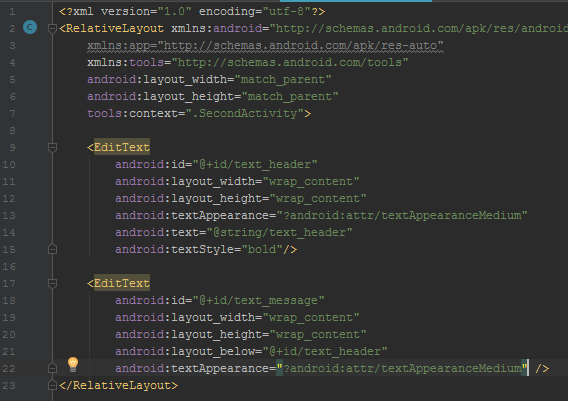 1 <?xml version="1.0" encoding="utf-8"?>
2 C <RelativeLayout xmlns:android="http://schemas.android.com/apk/res/android
3 xmlns:app="http://schemas.android.com/apk/res-auto"
4 xmlns:tools="http://schemas.android.com/tools"
5 android:layout_width="match_parent"
6 android:layout_height="match_parent"
7 tools:context=".SecondActivity">
8
9 <EditText
10 android:id="@+id/text_header"
11 android:layout_width="wrap_content"
12 android:layout_height="wrap_content"
13 android:textAppearance="?android:attr/textAppearanceMedium"
14 android:text="@string/text_header"
15 android:textStyle="bold"/>
16
17 <EditText
18 android:id="@+id/text_message"
19 android:layout_width="wrap_content"
20 android:layout_height="wrap_content"
21 android:layout_below="@+id/text_header"
22 android:textAppearance="?android:attr/textAppearanceMedium" />
23 </RelativeLayout>